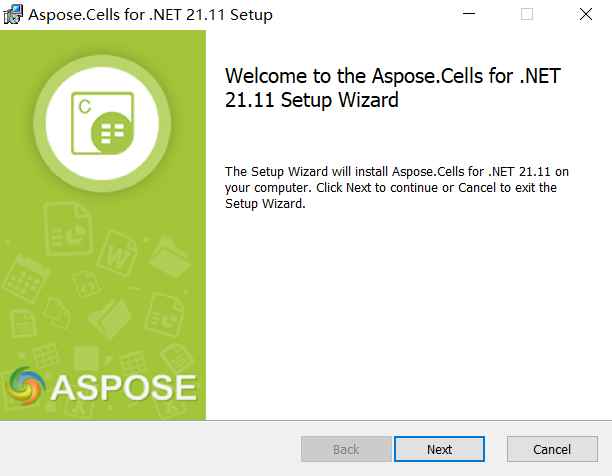 Aspose.Cells for .NET 21.11 Setup
C
Welcome to the Aspose.Cells for .NET
21.11 Setup Wizard
The Setup Wizard will install Aspose.Cells for .NET 21.11 on
your computer. Click Next to continue or Cancel to exit the
Setup Wizard.
W
ASPOSE
Back
Next
Cancel